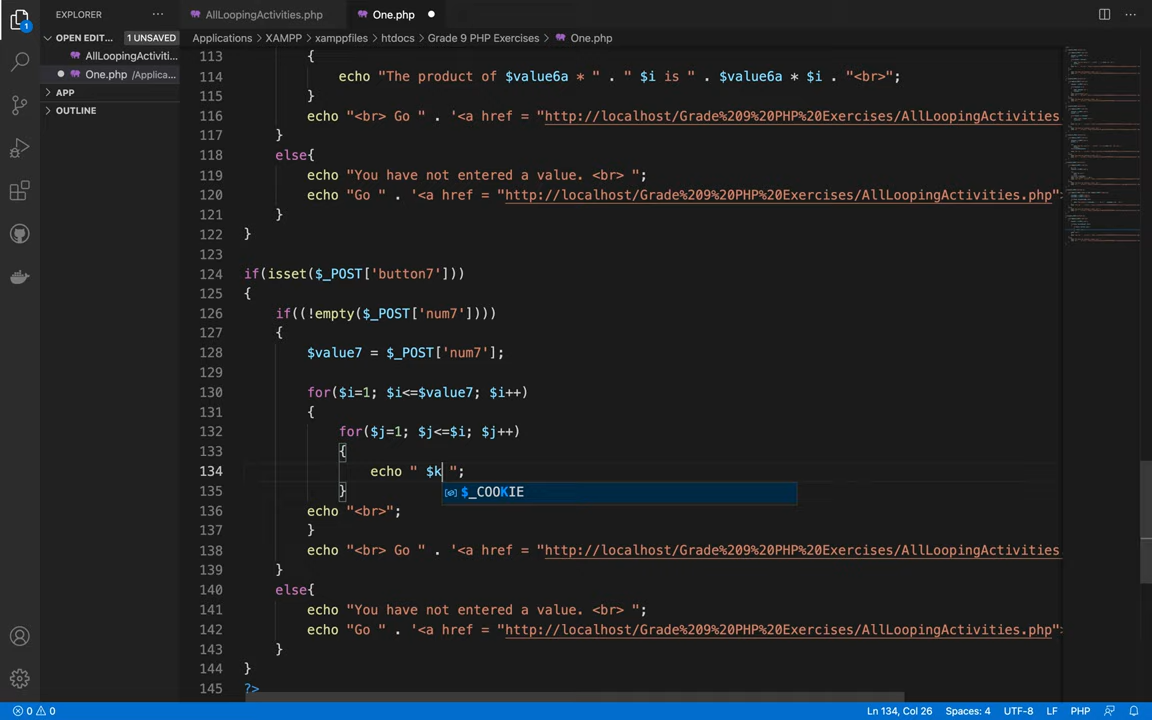 EXPLORER ··· AllLoopingActivities.php One.php
OPEN EDIT... 1 UNSAVED Applications > XAMPP > xamppfiles > htdocs > Grade 9 PHP Exercises > One.php
AllLoopingActiviti...
One.php /Applica...
APP
OUTLINE
1
113 {
114 echo "The product of $value6a * " . " $i is " . $value6a * $i . "<br>";
115 }
116 echo "<br> Go " . '<a href = "http://localhost/Grade%209%20PHP%20Exercises/AllLoopingActivities
117 }
118 else{
119 echo "You have not entered a value. <br> ";
120 echo "Go " . '<a href = "http://localhost/Grade%209%20PHP%20Exercises/AllLoopingActivities.php">
121 }
122 }
123
124 if(isset($_POST['button7']))
125 {
126 if((!empty($_POST['num7'])))
127 {
128 $value7 = $_POST['num7'];
129
130 for($i=1; $i<=$value7; $i++)
131 {
132 for($j=1; $j<=$i; $j++)
133 {
134 echo " $k ";
135 }
$_COOKIE
136 echo "<br>";
137 }
138 echo "<br> Go " . '<a href = "http://localhost/Grade%209%20PHP%20Exercises/AllLoopingActivities
139 }
140 else{
141 echo "You have not entered a value. <br> ";
142 echo "Go " . '<a href = "http://localhost/Grade%209%20PHP%20Exercises/AllLoopingActivities.php">
143 }
144 }
145 ?>
0 0 Ln 134, Col 26 Spaces: 4 UTF-8 LF PHP